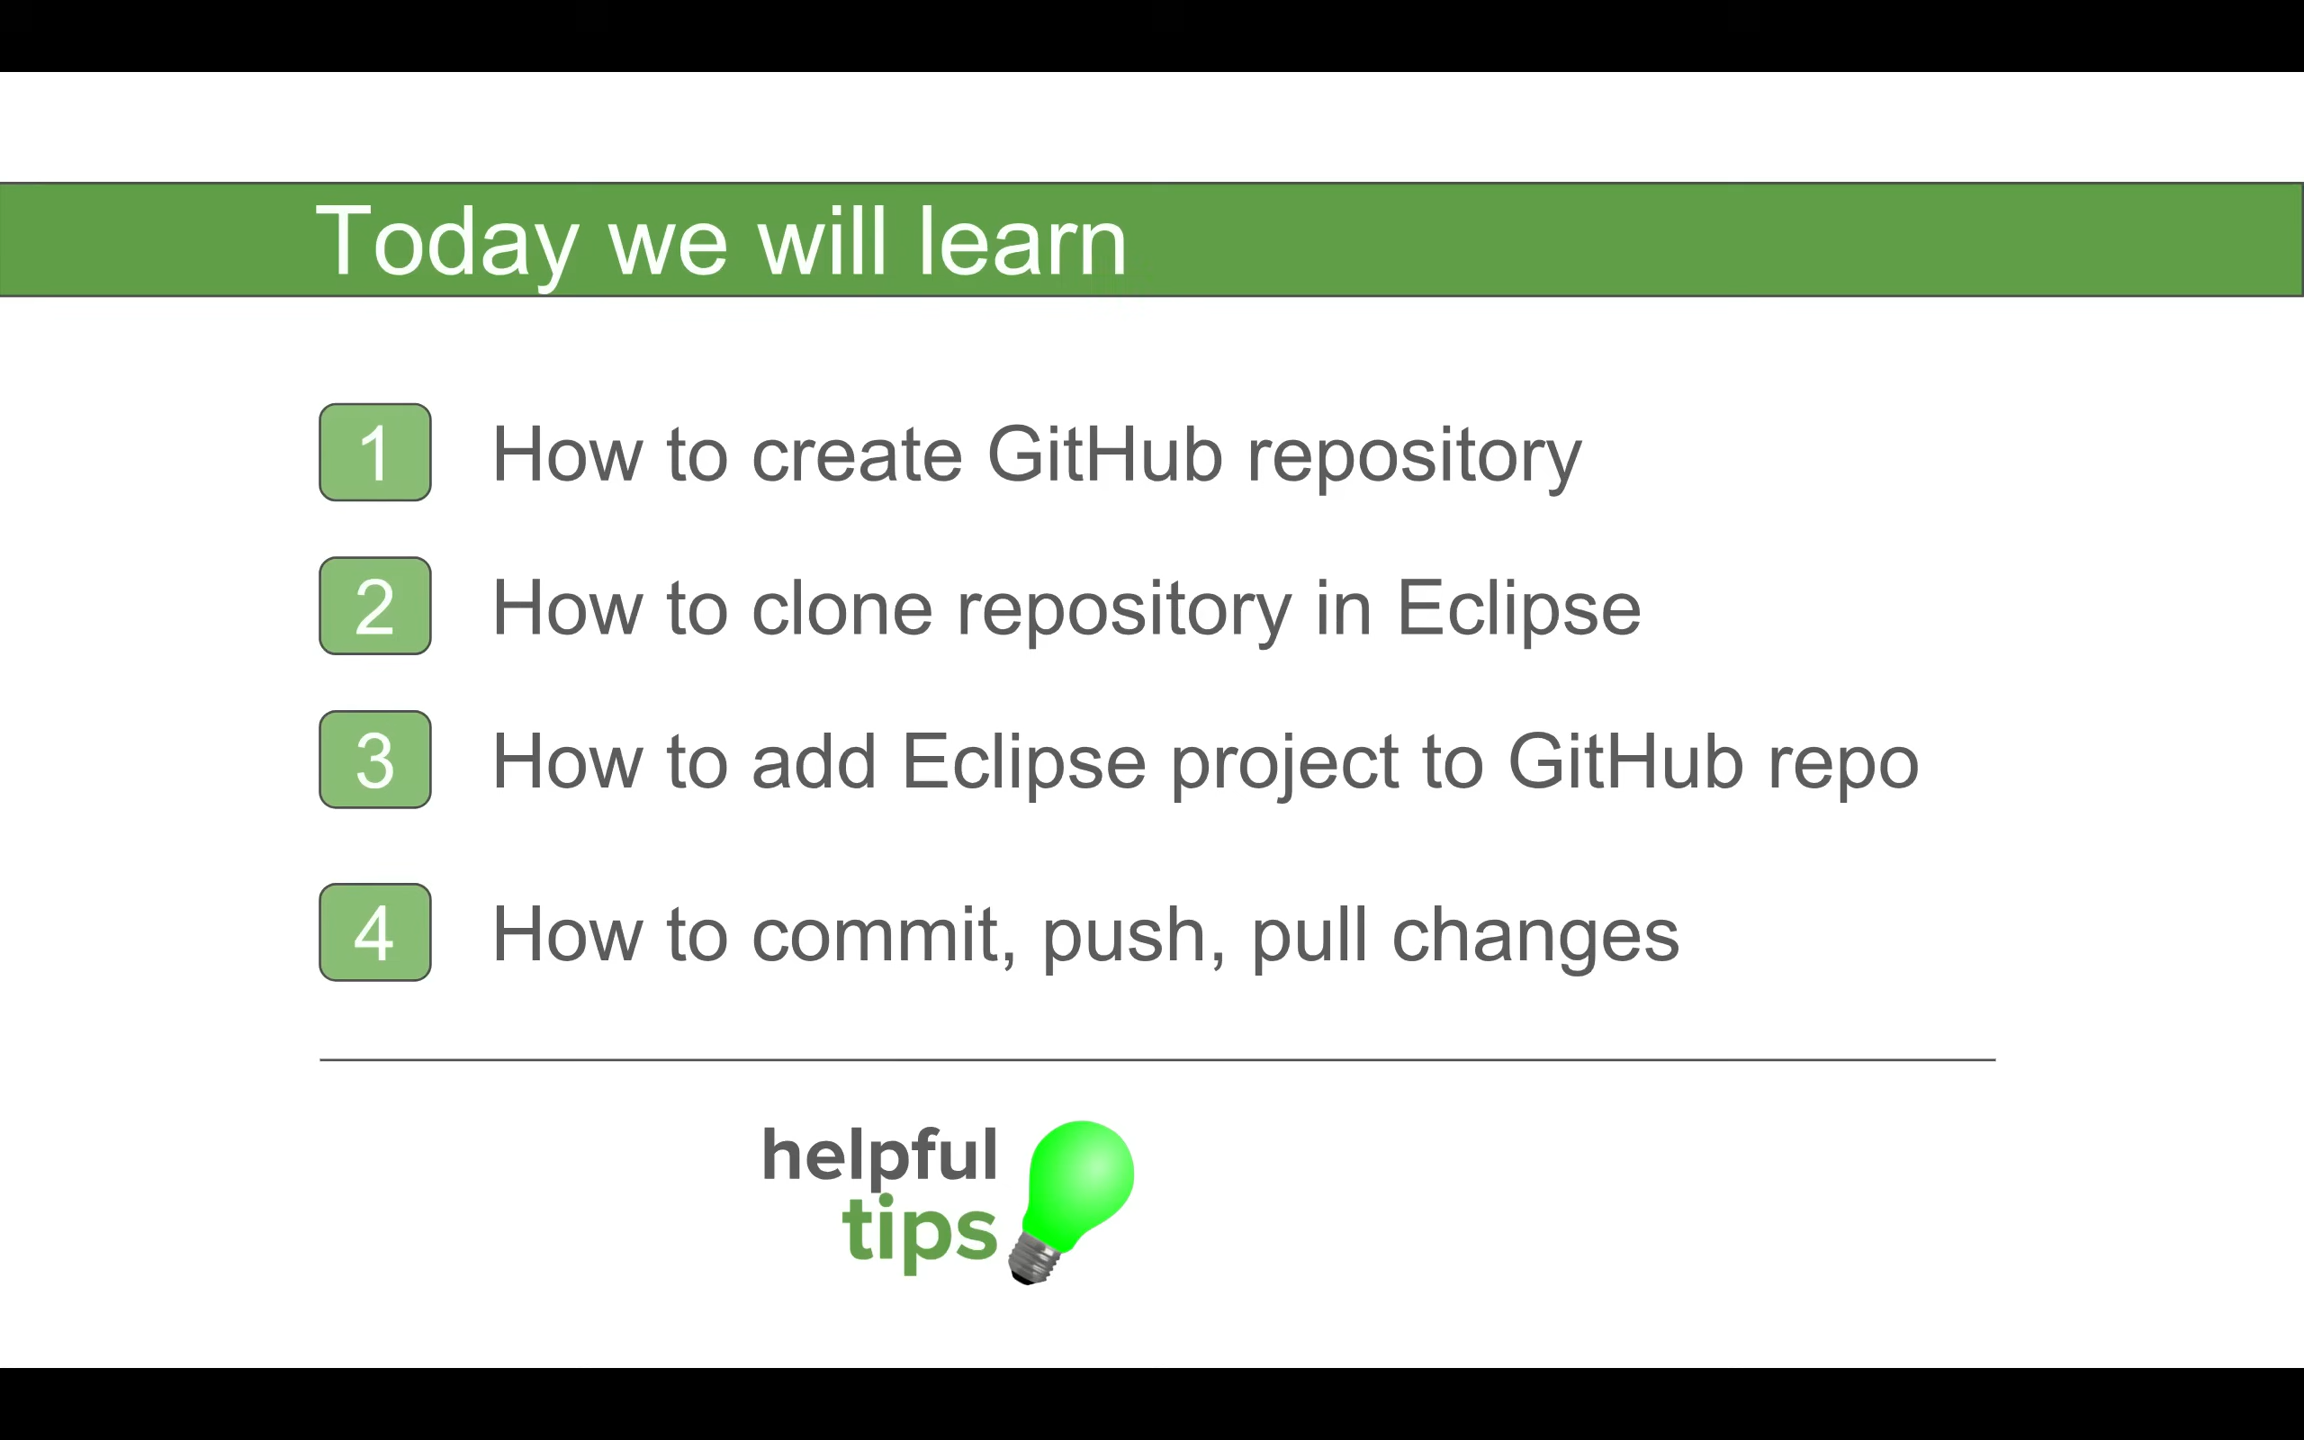 Today we will learn
1 How to create GitHub repository
2 How to clone repository in Eclipse
3 How to add Eclipse project to GitHub repo
4 How to commit, push, pull changes
helpful
tips